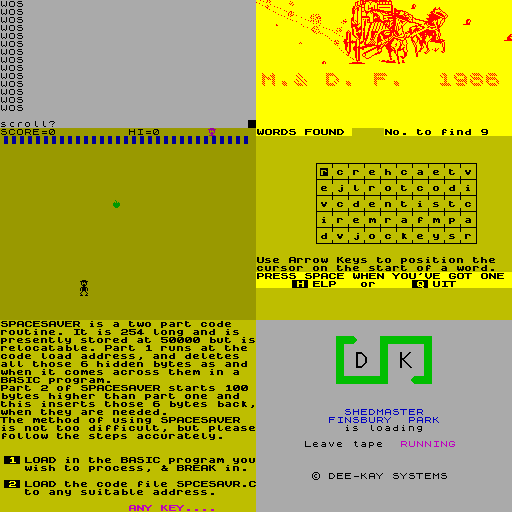 WOS
WOS
WOS
WOS
WOS
WOS
WOS
WOS
WOS
WOS
WOS
WOS
WOS
WOS
scroll?
M.& D. F. 1986
SCORE=0 HI=0
WORDS FOUND No. to find 9
r c r e h c a e t v
e j l r o t c o d i
v c d e n t i s t c
i r e m r a f m p a
d v j o c k e y s r
Use Arrow Keys to position the
cursor on the start of a word.
PRESS SPACE WHEN YOU'VE GOT ONE
H ELP or Q UIT
SPACESAVER is a two part code
routine. It is 254 long and is
presently stored at 50000 but is
relocatable. Part 1 runs at the
code load address, and deletes
all those 6 hidden bytes as and
when it comes across them in a
BASIC program.
Part 2 of SPACESAVER starts 100
bytes higher than part one and
this inserts those 6 bytes back,
when they are needed.
The method of using SPACESAVER
is not too difficult, but please
follow the steps accurately.
1 LOAD in the BASIC program you
wish to process, & BREAK in.
2 LOAD the code file SPCESAVR.C
to any suitable address.
ANY KEY....
D K
SHEDMASTER
FINSBURY PARK
is loading
Leave tape RUNNING
© DEE-KAY SYSTEMS